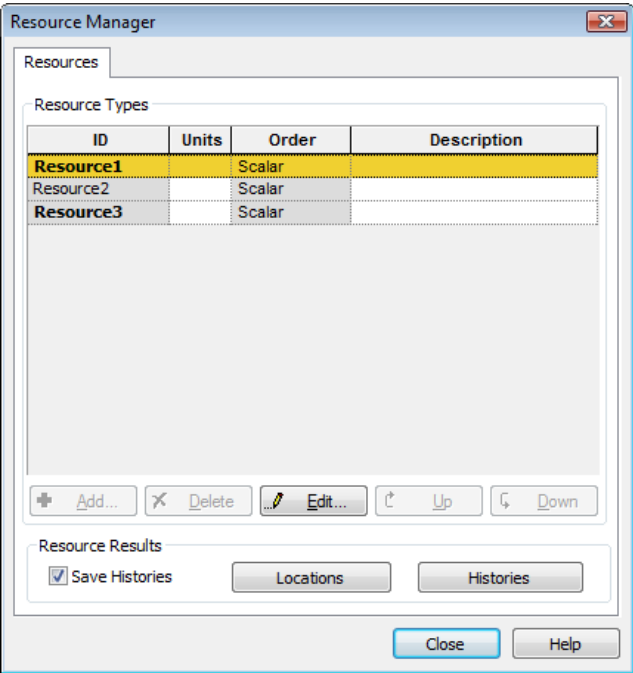 Resource Manager
Resources
Resource Types
ID Units Order Description
Resource1 Scalar
Resource2 Scalar
Resource3 Scalar
Add... Delete Edit... Up Down
Resource Results
Save Histories Locations Histories
Close Help